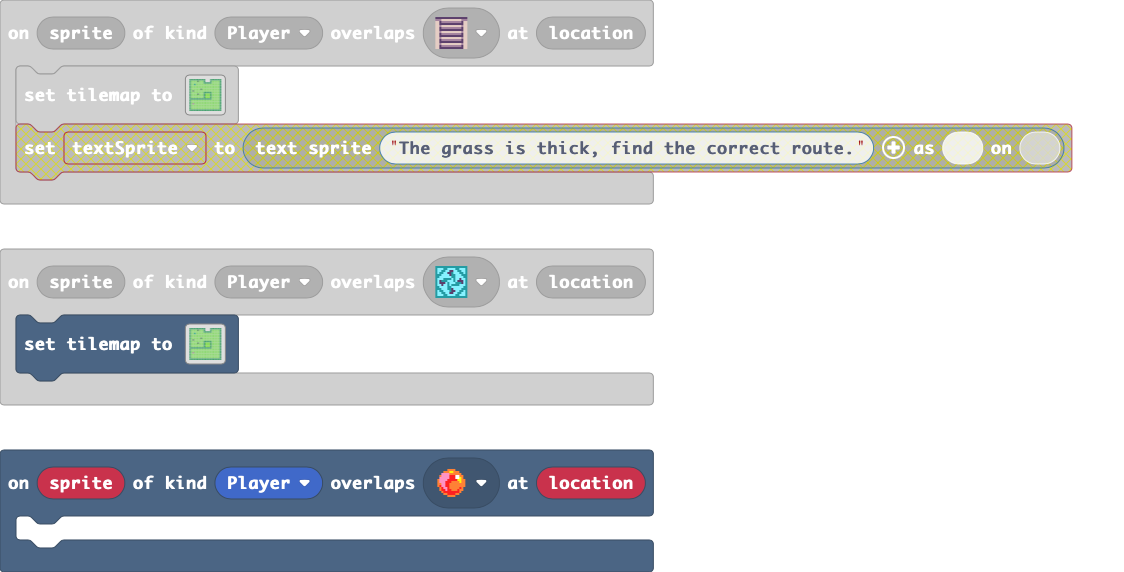 on sprite of kind Player overlaps at location
set tilemap to
set textSprite to text sprite "The grass is thick, find the correct route." as on
on sprite of kind Player overlaps at location
set tilemap to
on sprite of kind Player overlaps at location